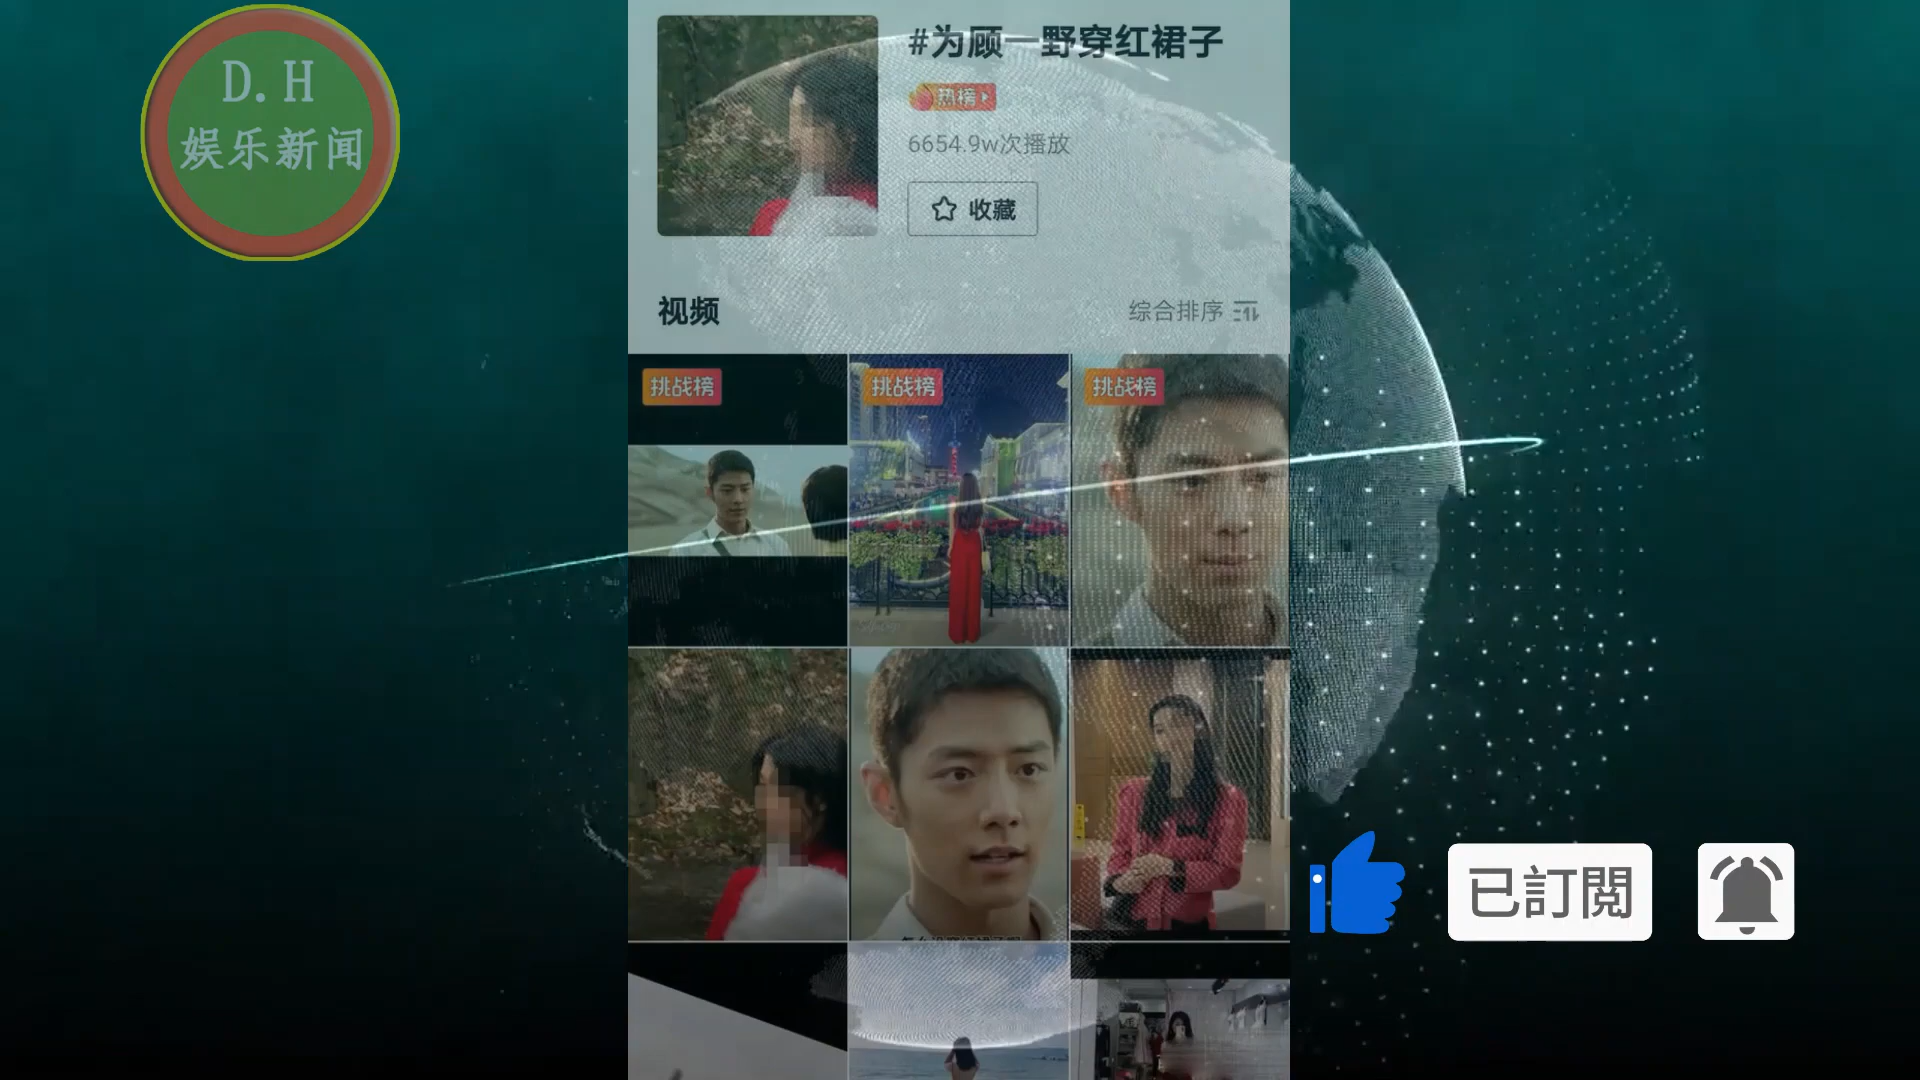 D.H
娱乐新闻
#为顾一野穿红裙子
热榜
6654.9w次播放
收藏
视频
综合排序
挑战榜
挑战榜
挑战榜
已訂閱